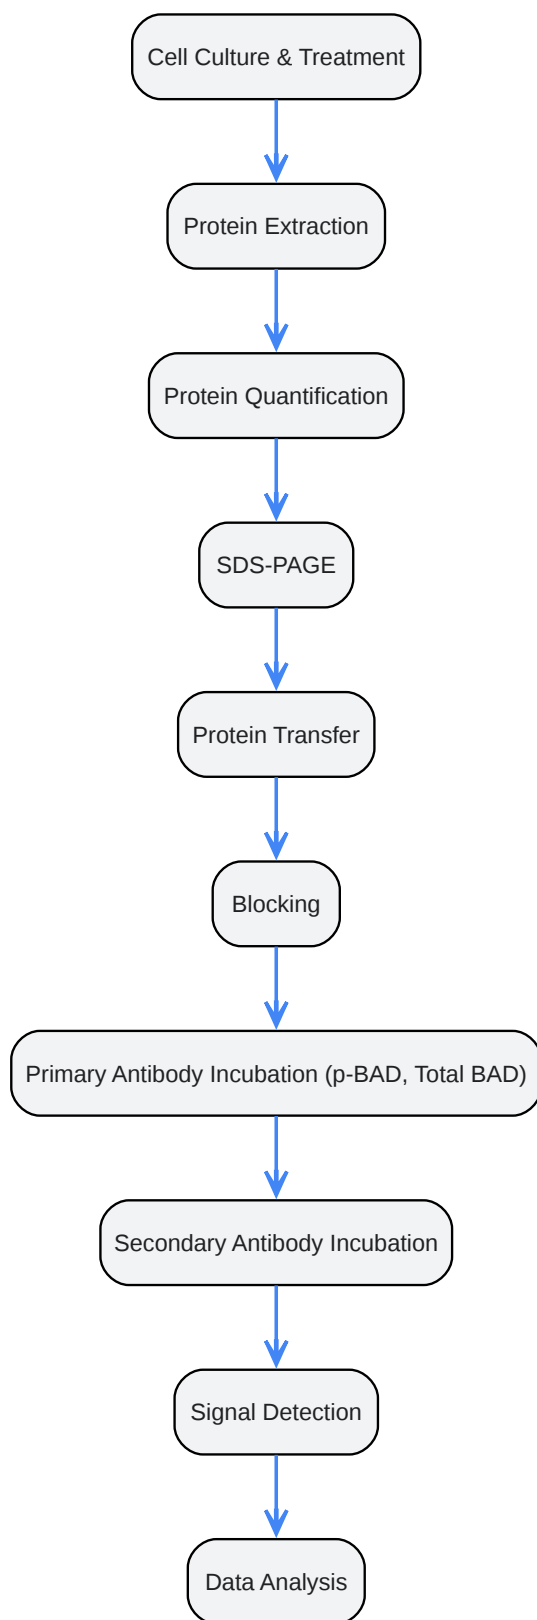 Cell Culture & Treatment
Protein Extraction
Protein Quantification
SDS-PAGE
Protein Transfer
Blocking
Primary Antibody Incubation (p-BAD, Total BAD)
Secondary Antibody Incubation
Signal Detection
Data Analysis